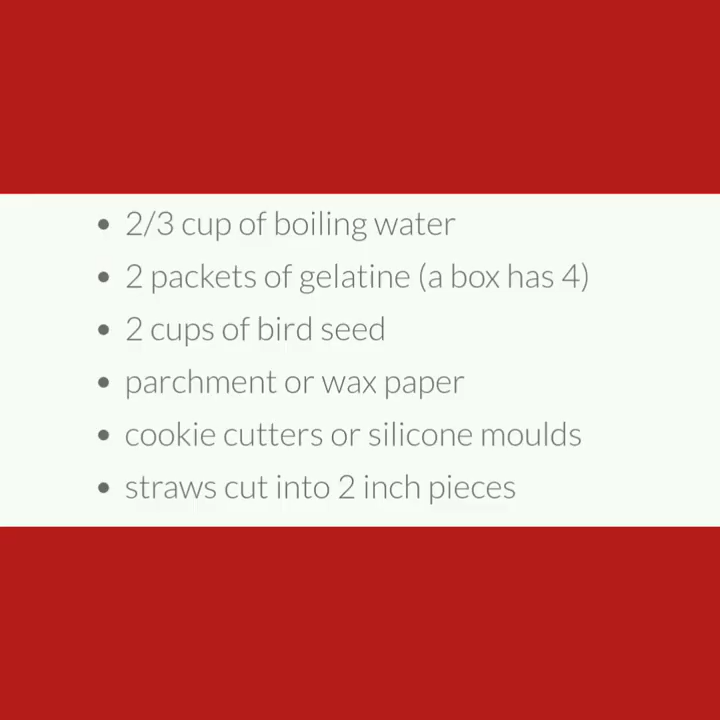 • 2/3 cup of boiling water
• 2 packets of gelatine (a box has 4)
• 2 cups of bird seed
• parchment or wax paper
• cookie cutters or silicone moulds
• straws cut into 2 inch pieces